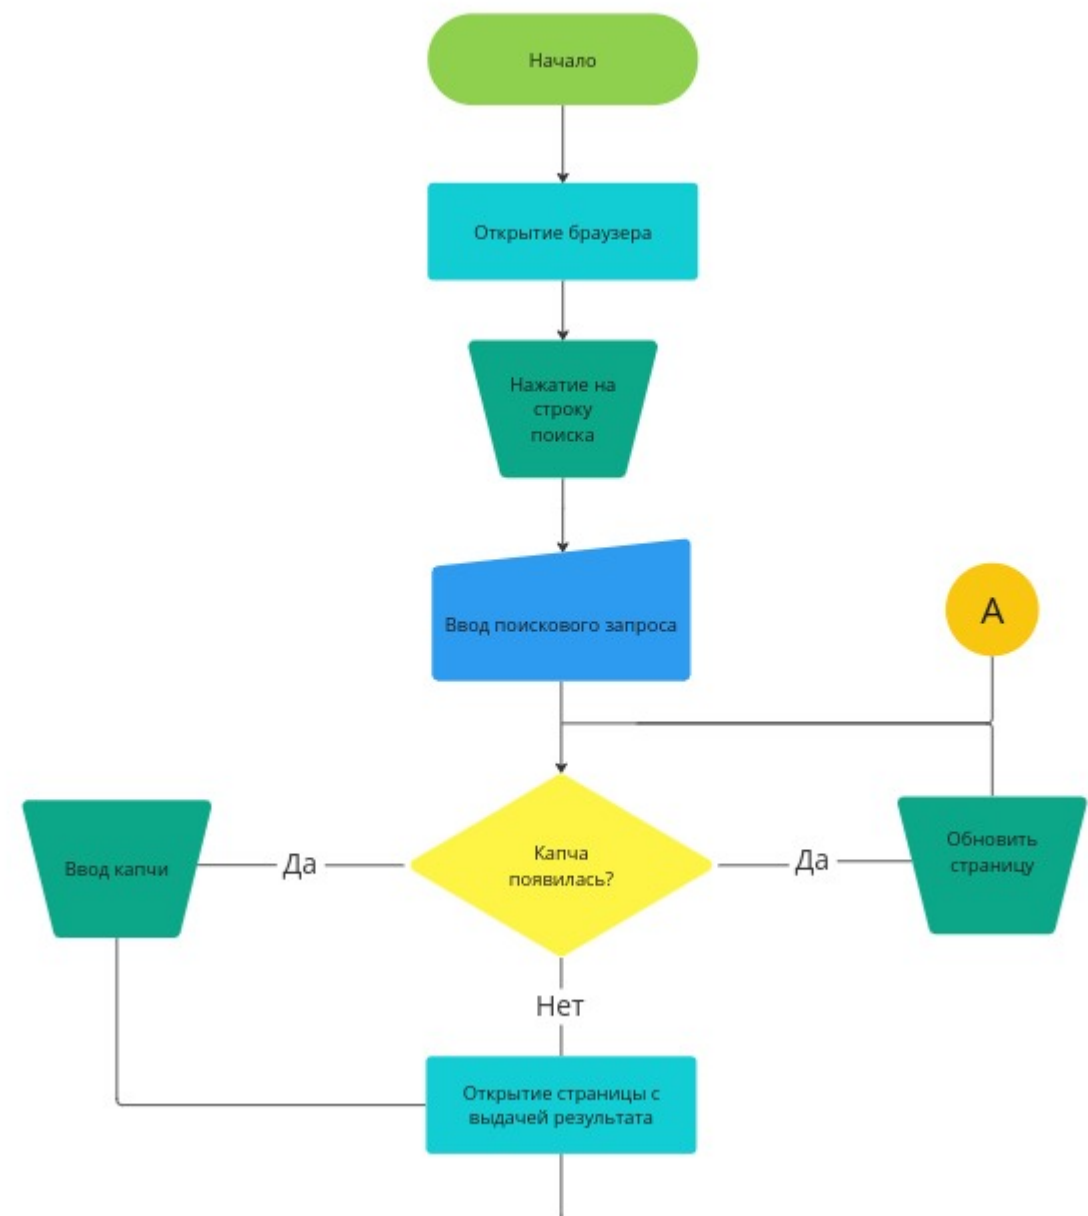 Начало
Открытие браузера
Нажатие на
строку
поиска
Ввод поискового запроса
А
Ввод капчи
Да
Капча
появилась?
Да
Обновить
страницу
Нет
Открытие страницы с
выдачей результата